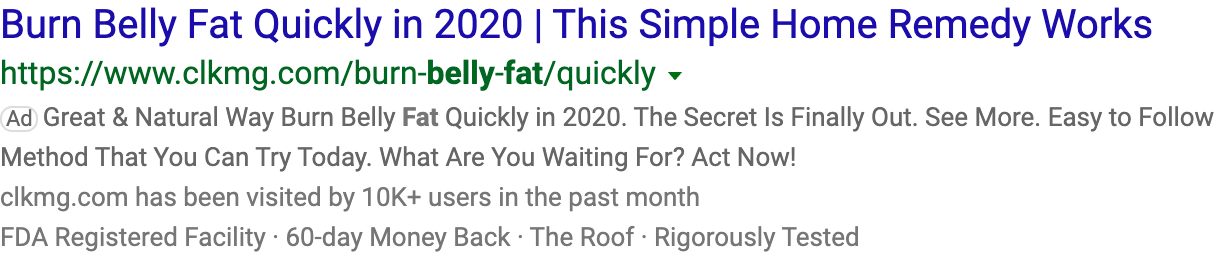 Burn Belly Fat Quickly in 2020 | This Simple Home Remedy Works
https://www.clkmg.com/burn-belly-fat/quickly
Ad Great & Natural Way Burn Belly Fat Quickly in 2020. The Secret Is Finally Out. See More. Easy to Follow
Method That You Can Try Today. What Are You Waiting For? Act Now!
clkmg.com has been visited by 10K+ users in the past month
FDA Registered Facility · 60-day Money Back · The Roof · Rigorously Tested